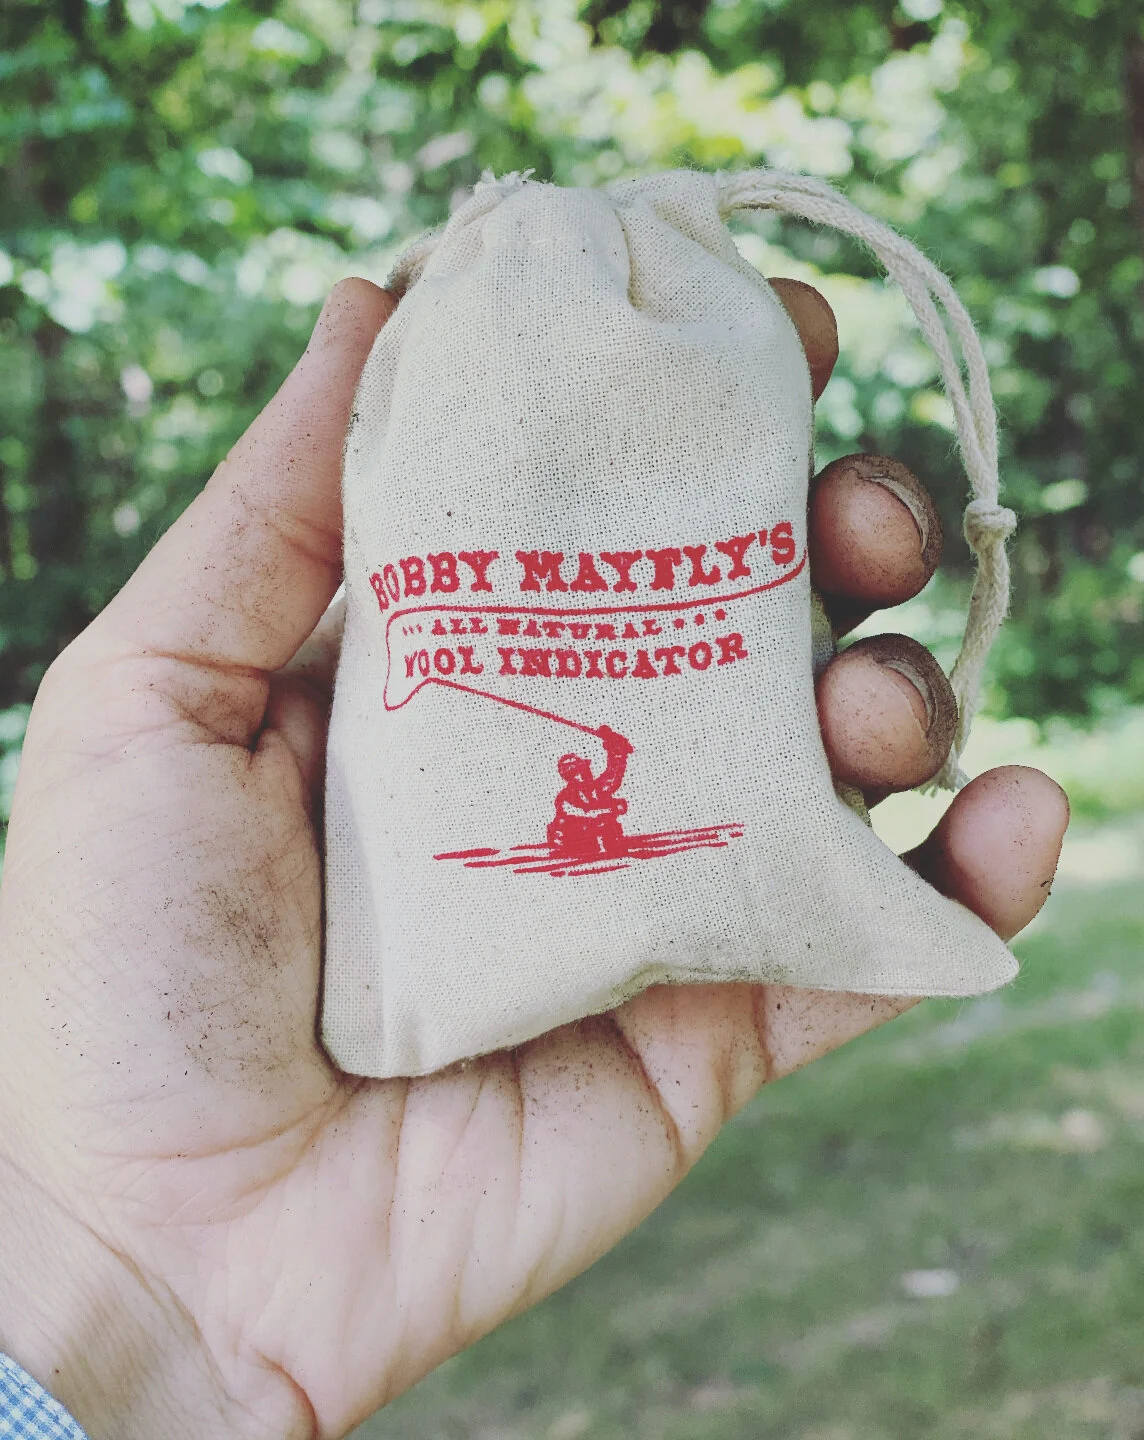 BOBBY MAYFLY'S
... ALL NATURAL ...
WOOL INDICATOR